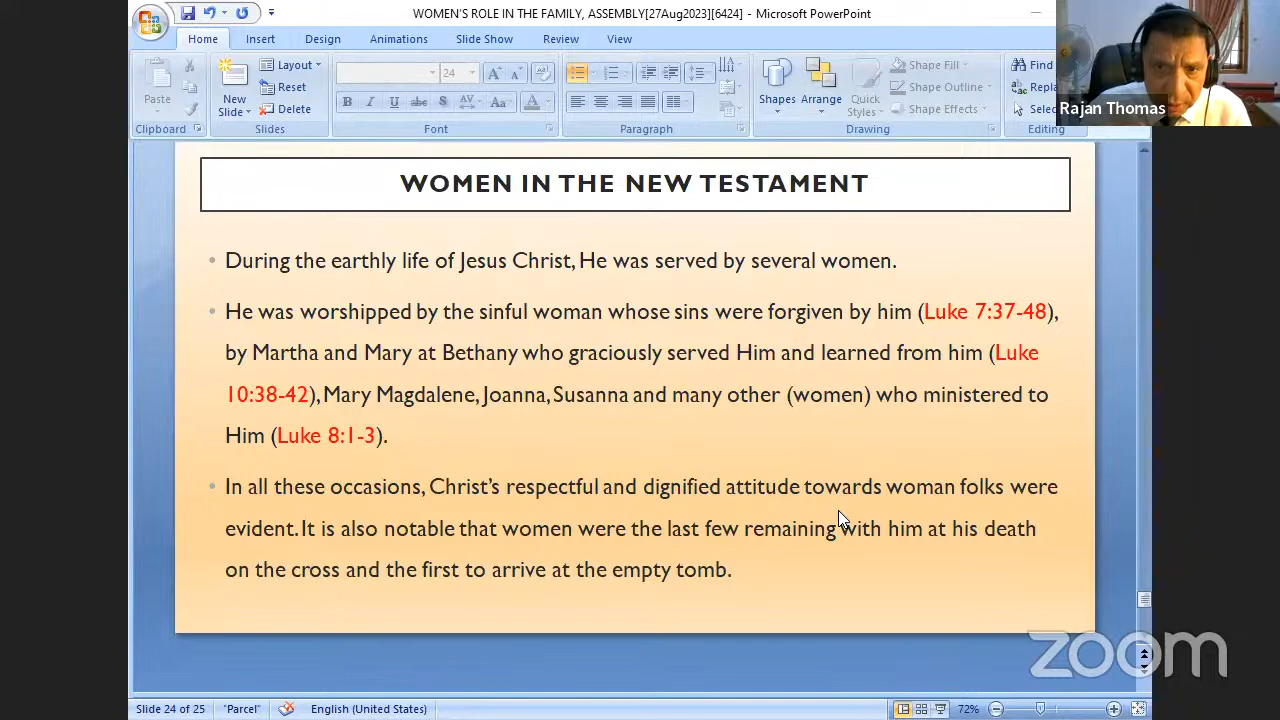 WOMEN'S ROLE IN THE FAMILY_ASSEMBLY[27Aug2023][6424] - Microsoft Powerpoint
Home Insert Design Animations Slide Show Review View
Paste
Clipboard
New Slide
Layout
Reset
Delete
Slides
24
B I U abc S AV Aa A
Font
Paragraph
Shapes Arrange Quick Styles
Shape Fill
Shape Outline
Shape Effects
Drawing
Find
Editing
Rajan Thomas
WOMEN IN THE NEW TESTAMENT
• During the earthly life of Jesus Christ, He was served by several women.
• He was worshipped by the sinful woman whose sins were forgiven by him (Luke 7:37-48),
by Martha and Mary at Bethany who graciously served Him and learned from him (Luke
10:38-42), Mary Magdalene, Joanna, Susanna and many other (women) who ministered to
Him (Luke 8:1-3).
• In all these occasions, Christ's respectful and dignified attitude towards woman folks were
evident. It is also notable that women were the last few remaining with him at his death
on the cross and the first to arrive at the empty tomb.
zoom
Slide 24 of 25 "Parcel" English (United States) 72%